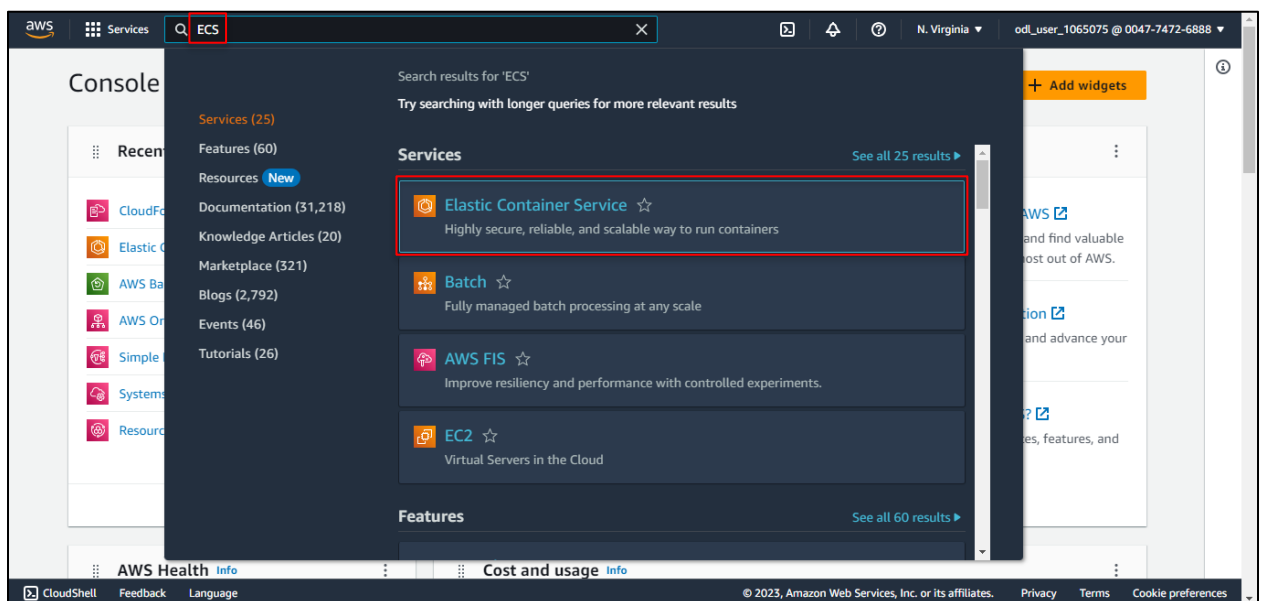 aws Services ECS N. Virginia odl_user_1065075 @ 0047-7472-6888
Console
+ Add widgets
Search results for 'ECS'
Try searching with longer queries for more relevant results
Services (25)
Features (60)
Resources New
Documentation (31,218)
Knowledge Articles (20)
Marketplace (321)
Blogs (2,792)
Events (46)
Tutorials (26)
Services See all 25 results
Elastic Container Service
Highly secure, reliable, and scalable way to run containers
Batch
Fully managed batch processing at any scale
AWS FIS
Improve resiliency and performance with controlled experiments.
EC2
Virtual Servers in the Cloud
Features See all 60 results
Recen
CloudFo
Elastic
AWS Ba
AWS Or
Simple
Systems
Resourc
AWS
and find valuable
ost out of AWS.
tion
and advance your
?
es, features, and
AWS Health Info
Cost and usage Info
CloudShell Feedback Language © 2023, Amazon Web Services, Inc. or its affiliates. Privacy Terms Cookie preferences